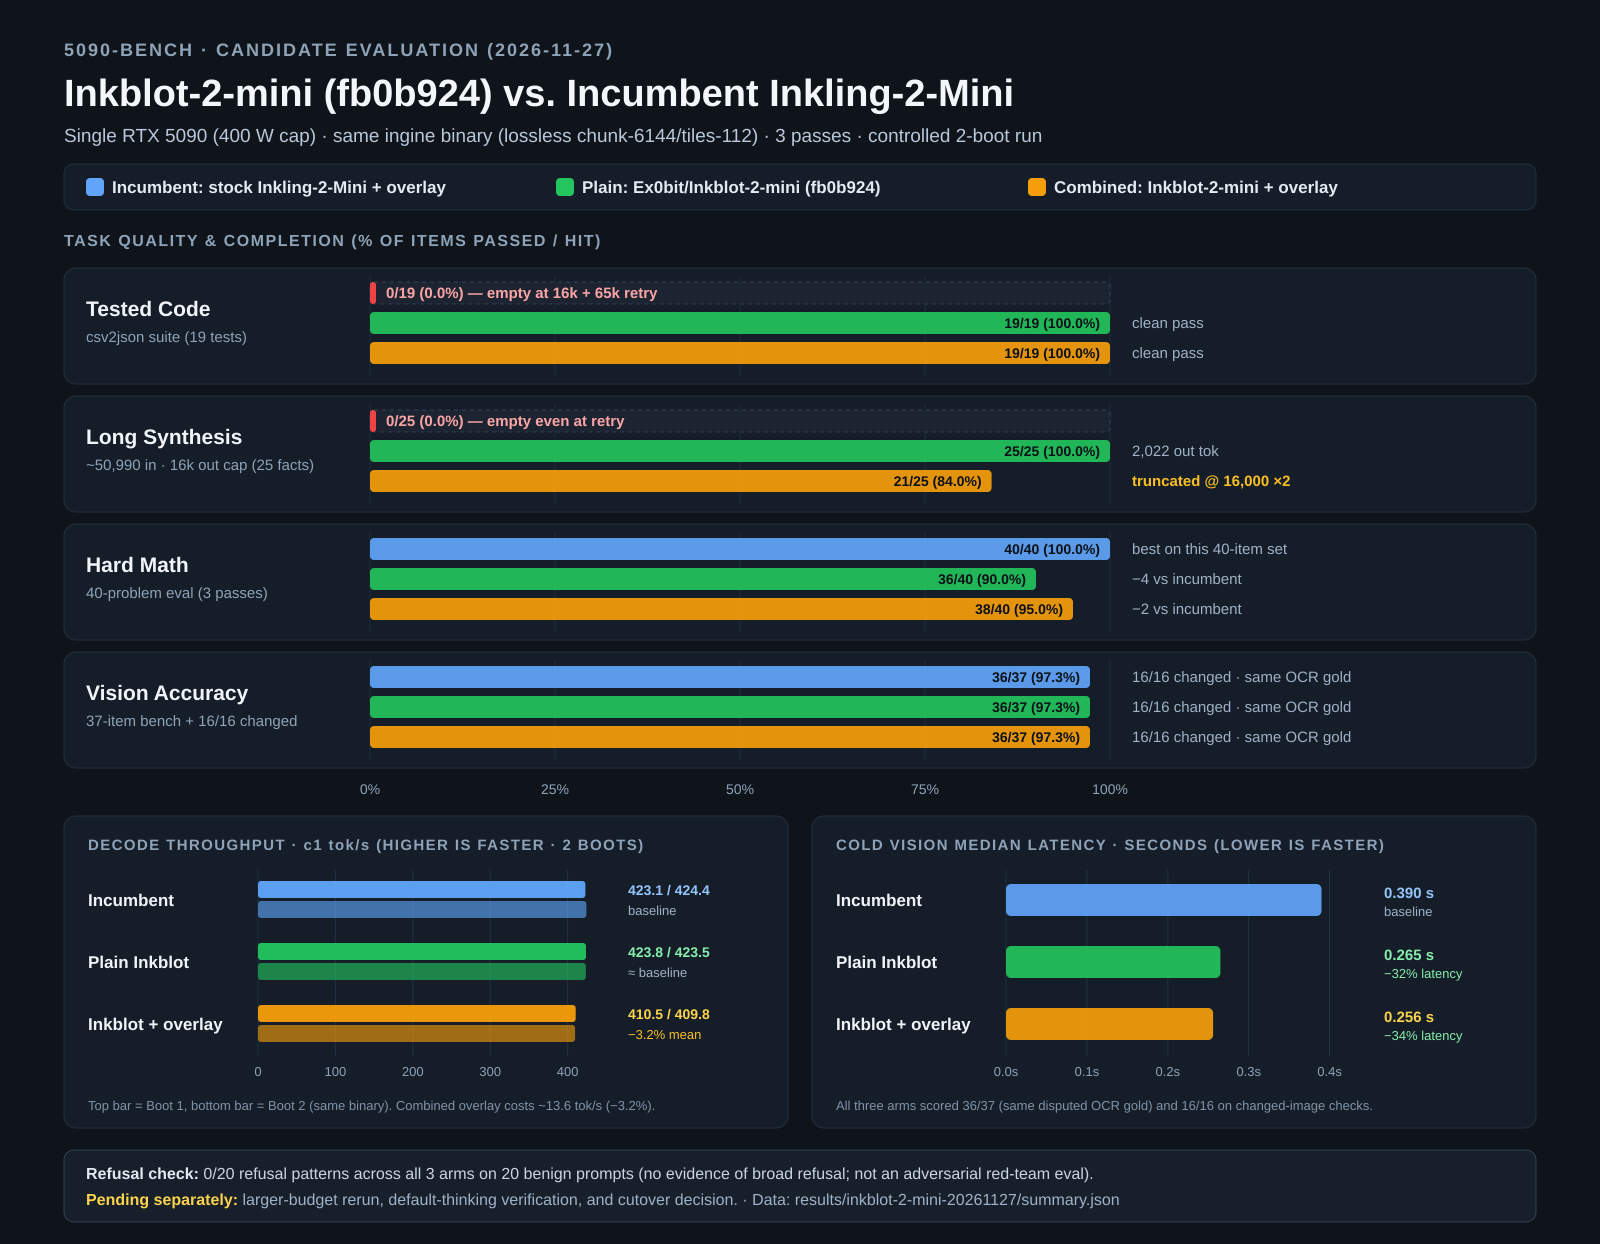 5090-BENCH · CANDIDATE EVALUATION (2026-11-27)
Inkblot-2-mini (fb0b924) vs. Incumbent Inkling-2-Mini
Single RTX 5090 (400 W cap) · same ingine binary (lossless chunk-6144/tiles-112) · 3 passes · controlled 2-boot run
Incumbent: stock Inkling-2-Mini + overlay
Plain: Ex0bit/Inkblot-2-mini (fb0b924)
Combined: Inkblot-2-mini + overlay
TASK QUALITY & COMPLETION (% OF ITEMS PASSED / HIT)
Tested Code
csv2json suite (19 tests)
0/19 (0.0%) — empty at 16k + 65k retry
19/19 (100.0%) clean pass
19/19 (100.0%) clean pass
Long Synthesis
~50,990 in · 16k out cap (25 facts)
0/25 (0.0%) — empty even at retry
25/25 (100.0%) 2,022 out tok
21/25 (84.0%) truncated @ 16,000 ×2
Hard Math
40-problem eval (3 passes)
40/40 (100.0%) best on this 40-item set
36/40 (90.0%) −4 vs incumbent
38/40 (95.0%) −2 vs incumbent
Vision Accuracy
37-item bench + 16/16 changed
36/37 (97.3%) 16/16 changed · same OCR gold
36/37 (97.3%) 16/16 changed · same OCR gold
36/37 (97.3%) 16/16 changed · same OCR gold
0% 25% 50% 75% 100%
DECODE THROUGHPUT · c1 tok/s (HIGHER IS FASTER · 2 BOOTS)
Incumbent
423.1 / 424.4
baseline
Plain Inkblot
423.8 / 423.5
≈ baseline
Inkblot + overlay
410.5 / 409.8
−3.2% mean
0 100 200 300 400
Top bar = Boot 1, bottom bar = Boot 2 (same binary). Combined overlay costs ~13.6 tok/s (−3.2%).
COLD VISION MEDIAN LATENCY · SECONDS (LOWER IS FASTER)
Incumbent
0.390 s
baseline
Plain Inkblot
0.265 s
−32% latency
Inkblot + overlay
0.256 s
−34% latency
0.0s 0.1s 0.2s 0.3s 0.4s
All three arms scored 36/37 (same disputed OCR gold) and 16/16 on changed-image checks.
Refusal check: 0/20 refusal patterns across all 3 arms on 20 benign prompts (no evidence of broad refusal; not an adversarial red-team eval).
Pending separately: larger-budget rerun, default-thinking verification, and cutover decision. · Data: results/inkblot-2-mini-20261127/summary.json